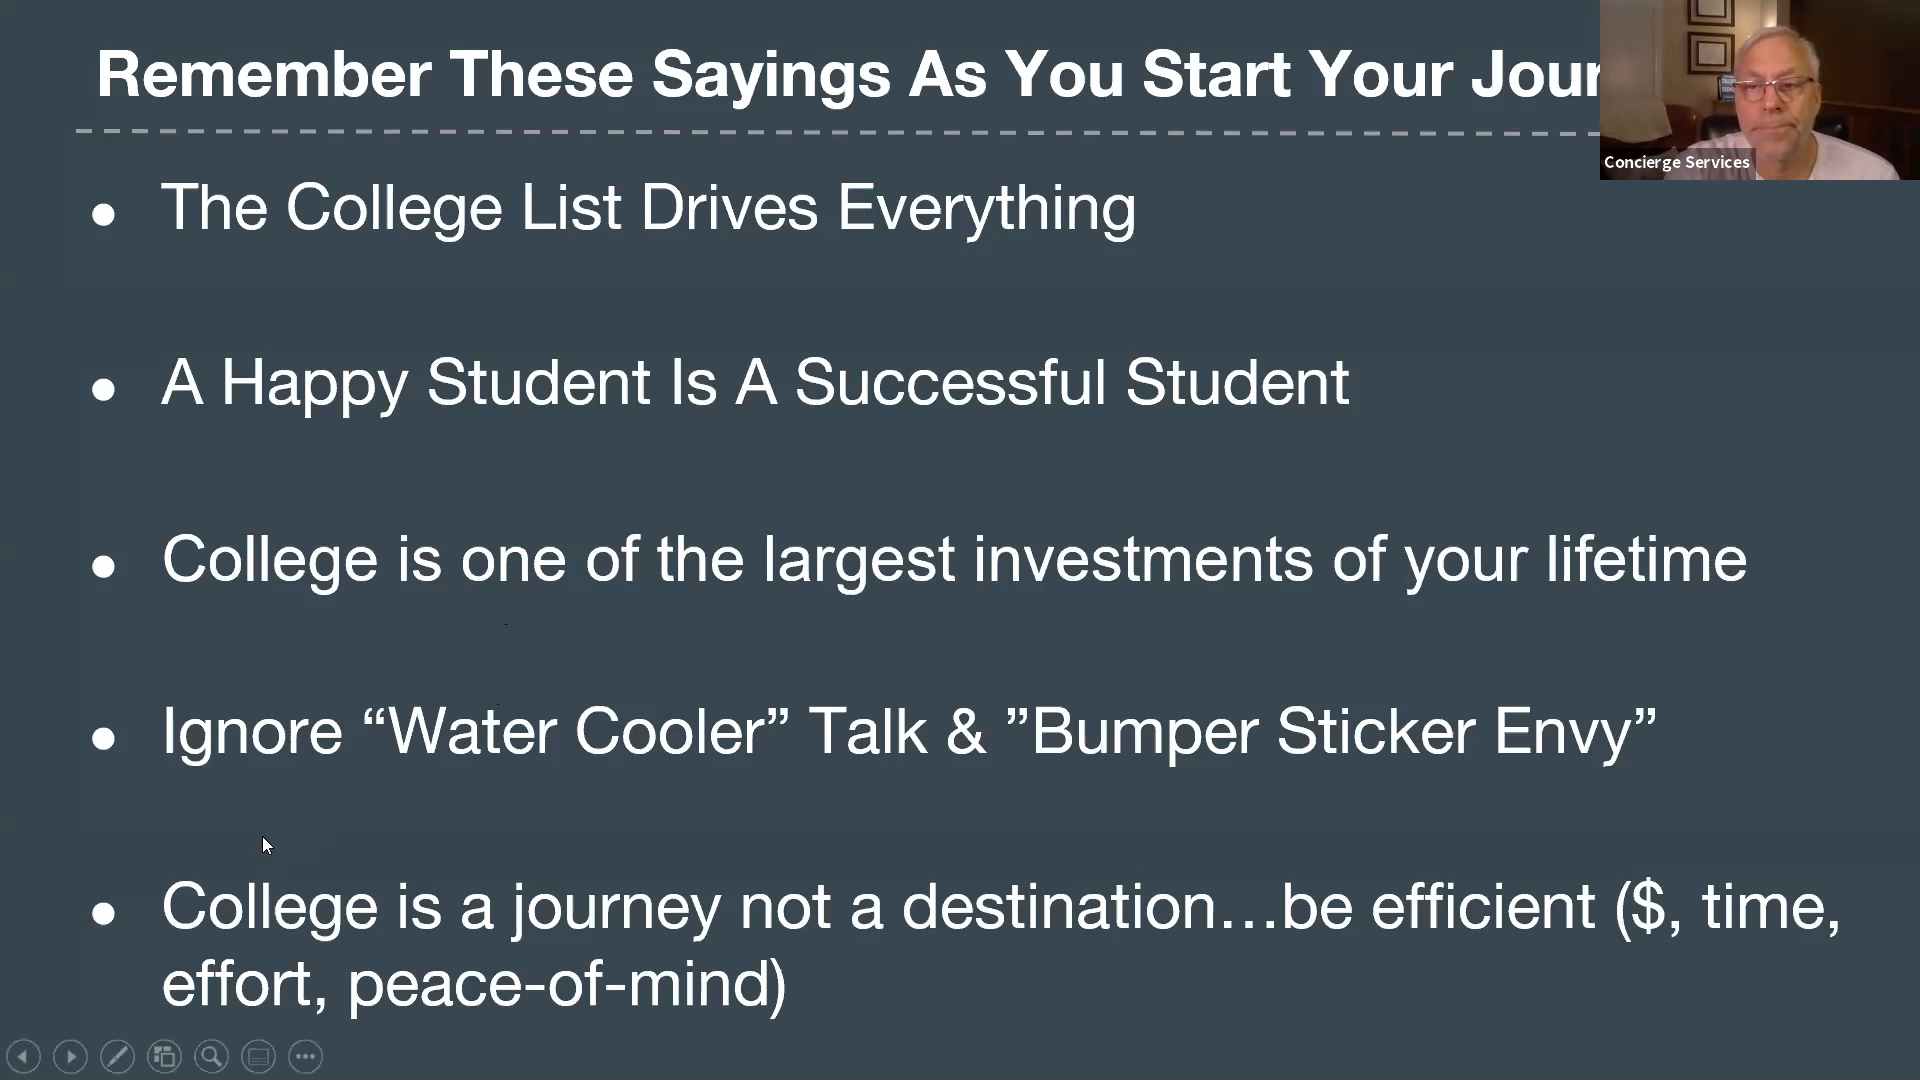 Remember These Sayings As You Start Your Jour
Concierge Services
• The College List Drives Everything
• A Happy Student Is A Successful Student
• College is one of the largest investments of your lifetime
• Ignore “Water Cooler” Talk & ”Bumper Sticker Envy”
• College is a journey not a destination…be efficient ($, time,
effort, peace-of-mind)